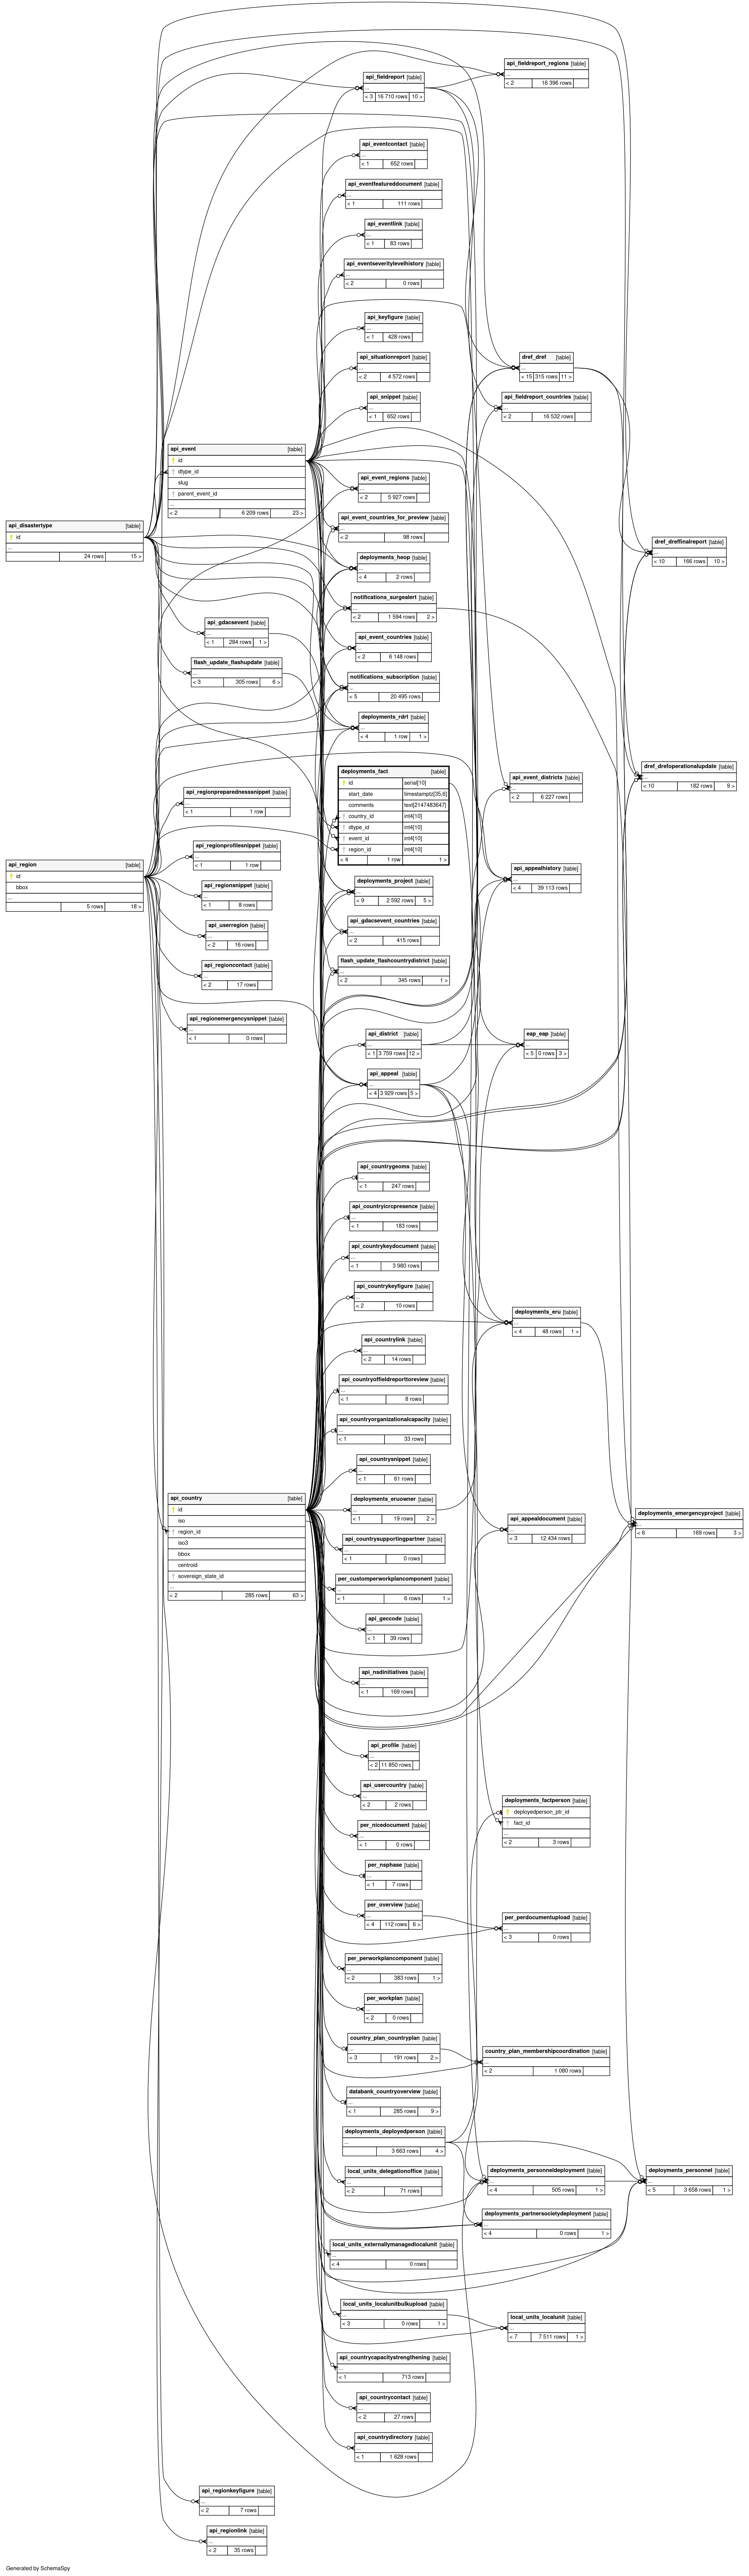 api_disastertype [table]
id
...
24 rows 15 >
api_region [table]
id
bbox
...
5 rows 18 >
api_event [table]
id
dtype_id
slug
parent_event_id
...
< 2 6 209 rows 23 >
api_gdacsevent [table]
...
< 1 284 rows 1 >
flash_update_flashupdate [table]
...
< 3 305 rows 6 >
api_regionpreparednesssnippet [table]
...
< 1 1 row
api_regionprofilesnippet [table]
...
< 1 1 row
api_regionsnippet [table]
...
< 1 8 rows
api_userregion [table]
...
< 2 16 rows
api_regioncontact [table]
...
< 2 17 rows
api_regionemergencysnippet [table]
...
< 1 0 rows
api_country [table]
id
iso
region_id
iso3
bbox
centroid
sovereign_state_id
...
< 2 285 rows 63 >
api_regionkeyfigure [table]
...
< 2 7 rows
api_regionlink [table]
...
< 2 35 rows
api_fieldreport [table]
...
< 3 16 710 rows 10 >
api_eventcontact [table]
...
< 1 652 rows
api_eventfeatureddocument [table]
...
< 1 111 rows
api_eventlink [table]
...
< 1 83 rows
api_eventseveritylevelhistory [table]
...
< 2 0 rows
api_keyfigure [table]
...
< 1 428 rows
api_situationreport [table]
...
< 2 4 572 rows
api_snippet [table]
...
< 1 652 rows
api_event_regions [table]
...
< 2 5 927 rows
api_event_countries_for_preview [table]
...
< 2 98 rows
deployments_heop [table]
...
< 4 2 rows
notifications_surgealert [table]
...
< 2 1 594 rows 2 >
api_event_countries [table]
...
< 2 6 148 rows
notifications_subscription [table]
...
< 5 20 495 rows
deployments_rdrt [table]
...
< 4 1 row 1 >
deployments_fact [table]
id serial[10]
start_date timestamptz[35,6]
comments text[2147483647]
country_id int4[10]
dtype_id int4[10]
event_id int4[10]
region_id int4[10]
< 4 1 row 1 >
deployments_project [table]
...
< 9 2 592 rows 5 >
api_gdacsevent_countries [table]
...
< 2 415 rows
flash_update_flashcountrydistrict [table]
...
< 2 345 rows 1 >
api_district [table]
...
< 1 3 759 rows 12 >
api_appeal [table]
...
< 4 3 929 rows 5 >
api_countrygeoms [table]
...
< 1 247 rows
api_countryicrcpresence [table]
...
< 1 183 rows
api_countrykeydocument [table]
...
< 1 3 980 rows
api_countrykeyfigure [table]
...
< 2 10 rows
api_countrylink [table]
...
< 2 14 rows
api_countryoffieldreporttoreview [table]
...
< 1 8 rows
api_countryorganizationalcapacity [table]
...
< 1 33 rows
api_countrysnippet [table]
...
< 1 61 rows
deployments_eruowner [table]
...
< 1 19 rows 2 >
api_countrysupportingpartner [table]
...
< 1 0 rows
per_customperworkplancomponent [table]
...
< 1 6 rows 1 >
api_geccode [table]
...
< 1 39 rows
api_nsdinitiatives [table]
...
< 1 169 rows
api_profile [table]
...
< 2 11 850 rows
api_usercountry [table]
...
< 2 2 rows
per_nicedocument [table]
...
< 1 0 rows
per_nsphase [table]
...
< 1 7 rows
per_overview [table]
...
< 4 112 rows 6 >
per_perworkplancomponent [table]
...
< 2 383 rows 1 >
per_workplan [table]
...
< 2 0 rows
country_plan_countryplan [table]
...
< 3 191 rows 2 >
databank_countryoverview [table]
...
< 1 285 rows 9 >
deployments_deployedperson [table]
...
3 663 rows 4 >
local_units_delegationoffice [table]
...
< 2 71 rows
local_units_externallymanagedlocalunit [table]
...
< 4 0 rows
local_units_localunitbulkupload [table]
...
< 3 0 rows 1 >
api_countrycapacitystrengthening [table]
...
< 1 713 rows
api_countrycontact [table]
...
< 2 27 rows
api_countrydirectory [table]
...
< 1 1 628 rows
api_fieldreport_regions [table]
...
< 2 16 396 rows
dref_dref [table]
...
< 15 315 rows 11 >
api_fieldreport_countries [table]
...
< 2 16 532 rows
api_event_districts [table]
...
< 2 6 227 rows
api_appealhistory [table]
...
< 4 39 113 rows
eap_eap [table]
...
< 5 0 rows 3 >
deployments_eru [table]
...
< 4 48 rows 1 >
api_appealdocument [table]
...
< 3 12 434 rows
deployments_factperson [table]
deployedperson_ptr_id
fact_id
...
< 2 3 rows
per_perdocumentupload [table]
...
< 3 0 rows
country_plan_membershipcoordination [table]
...
< 2 1 080 rows
deployments_personneldeployment [table]
...
< 4 505 rows 1 >
deployments_partnersocietydeployment [table]
...
< 4 0 rows 1 >
local_units_localunit [table]
...
< 7 7 511 rows 1 >
dref_dreffinalreport [table]
...
< 10 166 rows 10 >
dref_drefoperationalupdate [table]
...
< 10 182 rows 9 >
deployments_emergencyproject [table]
...
< 6 169 rows 3 >
deployments_personnel [table]
...
< 5 3 658 rows 1 >
Generated by SchemaSpy